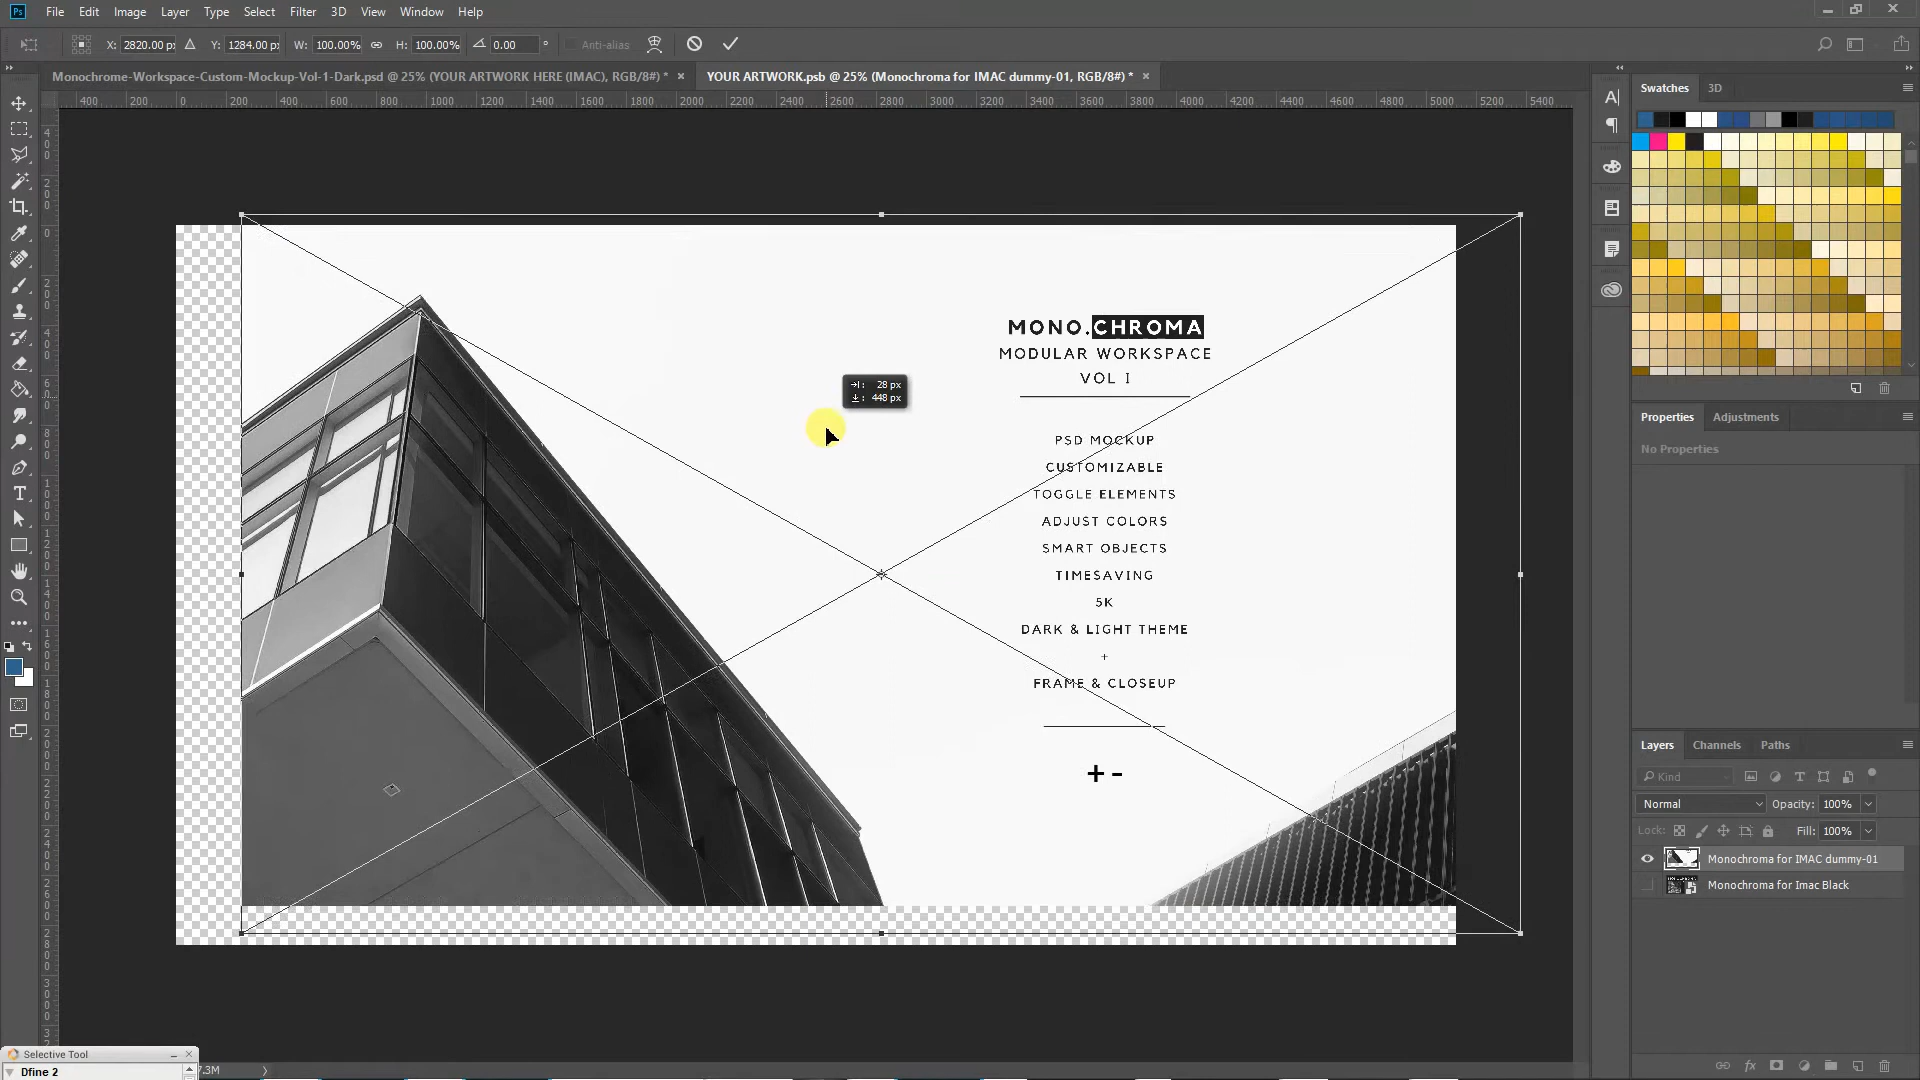 Ps File Edit Image Layer Type Select Filter 3D View Window Help
X: 2820.00 px Y: 1284.00 px W: 100.00% H: 100.00% 0.00 ° Anti-alias
Monochrome-Workspace-Custom-Mockup-Vol-1-Dark.psd @ 25% (YOUR ARTWORK HERE (IMAC), RGB/8#) * ×
YOUR ARTWORK.psb @ 25% (Monochroma for IMAC dummy-01, RGB/8#) * ×
400 200 0 200 400 600 800 1000 1200 1400 1600 1800 2000 2200 2400 2600 2800 3000 3200 3400 3600 3800 4000 4200 4400 4600 4800 5000 5200 5400
28 px
448 px
MONO.CHROMA
MODULAR WORKSPACE
VOL I
PSD MOCKUP
CUSTOMIZABLE
TOGGLE ELEMENTS
ADJUST COLORS
SMART OBJECTS
TIMESAVING
5K
DARK & LIGHT THEME
+
FRAME & CLOSEUP
+ -
Swatches 3D
Properties Adjustments
No Properties
Layers Channels Paths
Kind
Normal Opacity: 100%
Lock: Fill: 100%
Monochroma for IMAC dummy-01
Monochroma for Imac Black
Selective Tool
Dfine 2
7.3M